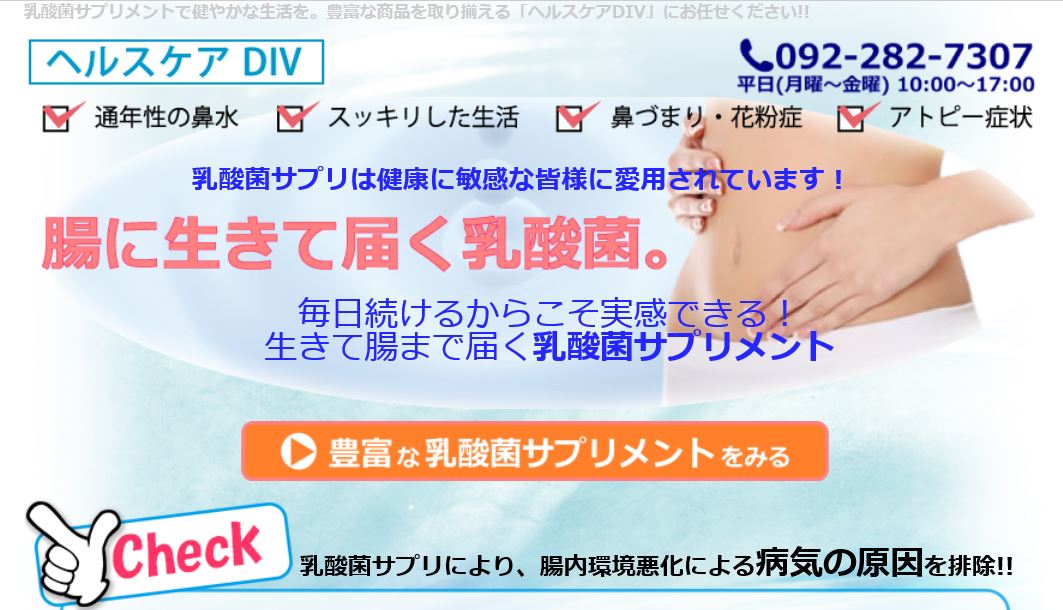 乳酸菌サプリメントで健やかな生活を。豊富な商品を取り揃える「ヘルスケアDIV」にお任せください!!
ヘルスケア DIV
092-282-7307
平日(月曜～金曜) 10:00～17:00
通年性の鼻水
スッキリした生活
鼻づまり・花粉症
アトピー症状
乳酸菌サプリは健康に敏感な皆様に愛用されています！
腸に生きて届く乳酸菌。
毎日続けるからこそ実感できる！
生きて腸まで届く乳酸菌サプリメント
豊富な乳酸菌サプリメントをみる
Check
乳酸菌サプリにより、腸内環境悪化による病気の原因を排除!!